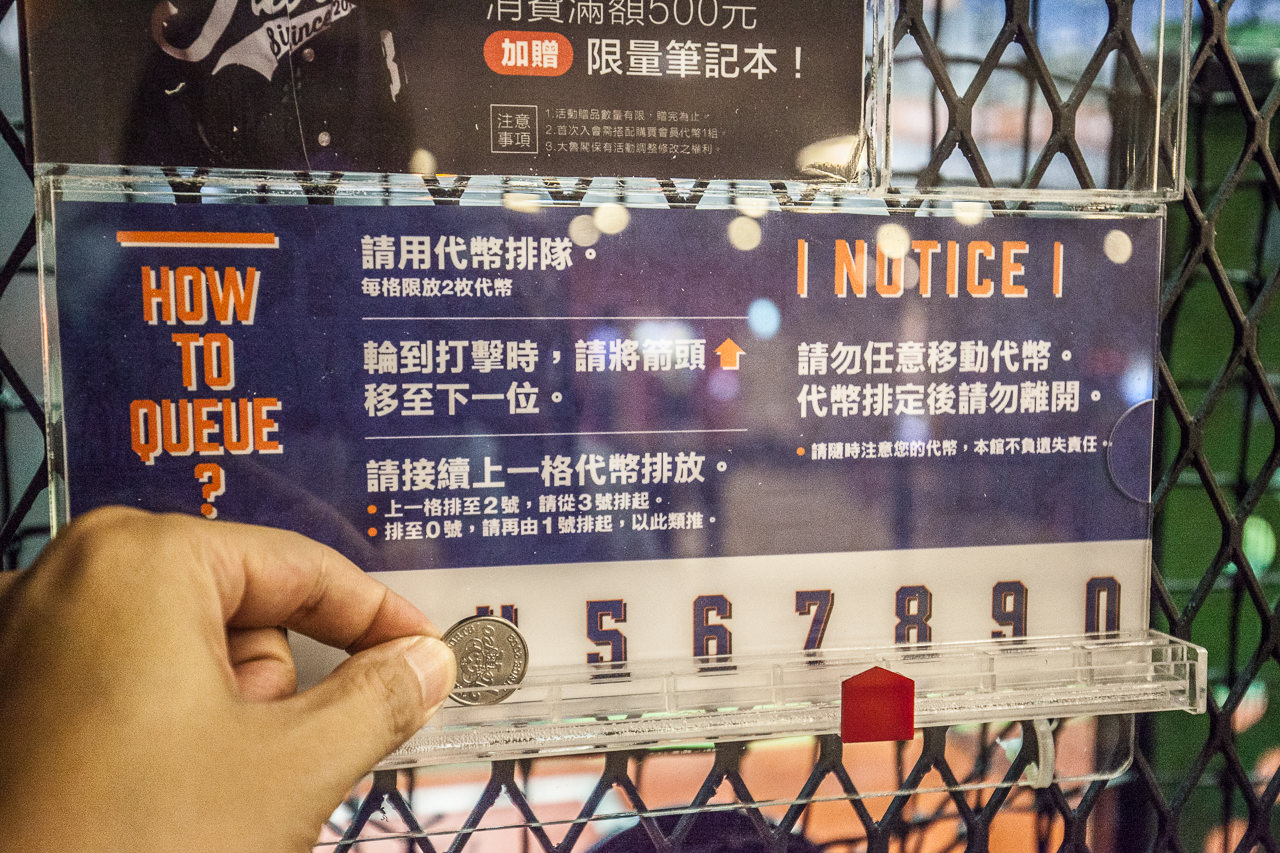 消費滿額500元
加贈 限量筆記本！
注意
事項
1.活動贈品數量有限，贈完為止。
2.首次入會需搭配購買會員代幣1組。
3.大魯閣保有活動調整修改之權利。
HOW
TO
QUEUE
?
請用代幣排隊。
每格限放2枚代幣
輪到打擊時，請將箭頭
移至下一位。
請接續上一格代幣排放。
• 上一格排至2號，請從3號排起。
• 排至0號，請再由1號排起，以此類推。
| NOTICE |
請勿任意移動代幣。
代幣排定後請勿離開。
• 請隨時注意您的代幣，本館不負遺失責任。
5 6 7 8 9 0